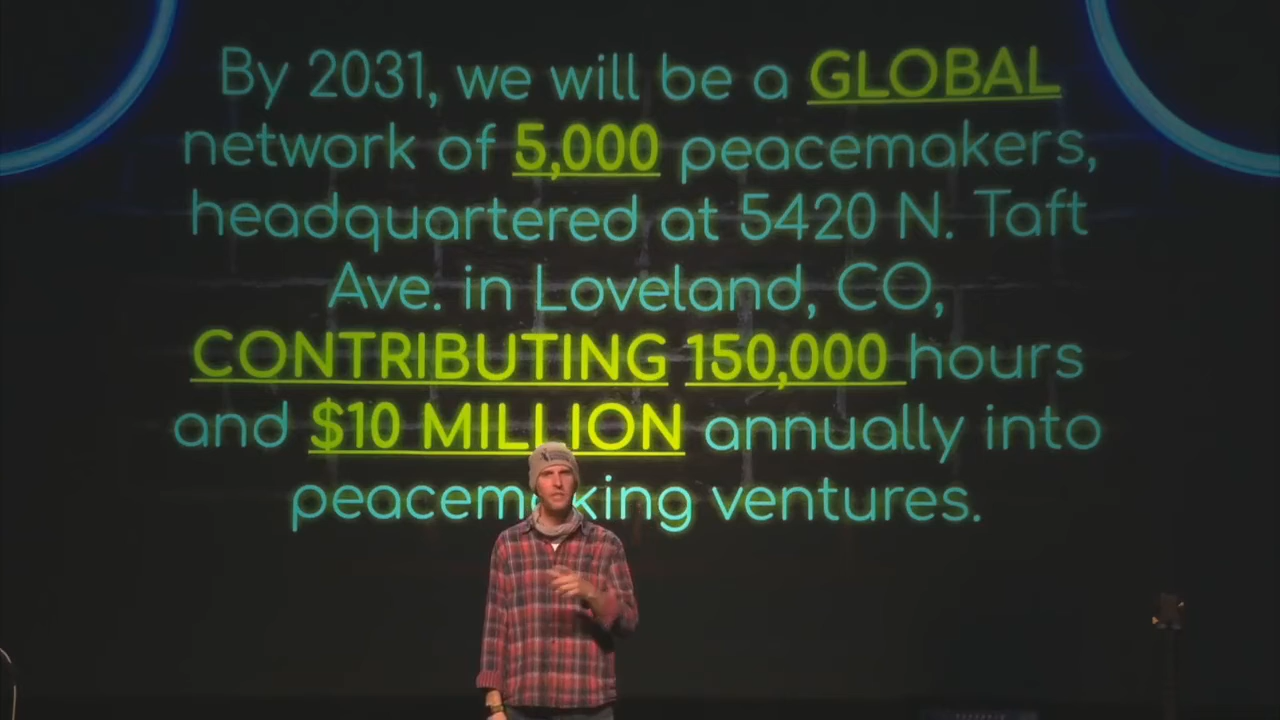 By 2031, we will be a GLOBAL
network of 5,000 peacemakers,
headquartered at 5420 N. Taft
Ave. in Loveland, CO,
CONTRIBUTING 150,000 hours
and $10 MILLION annually into
peacemaking ventures.